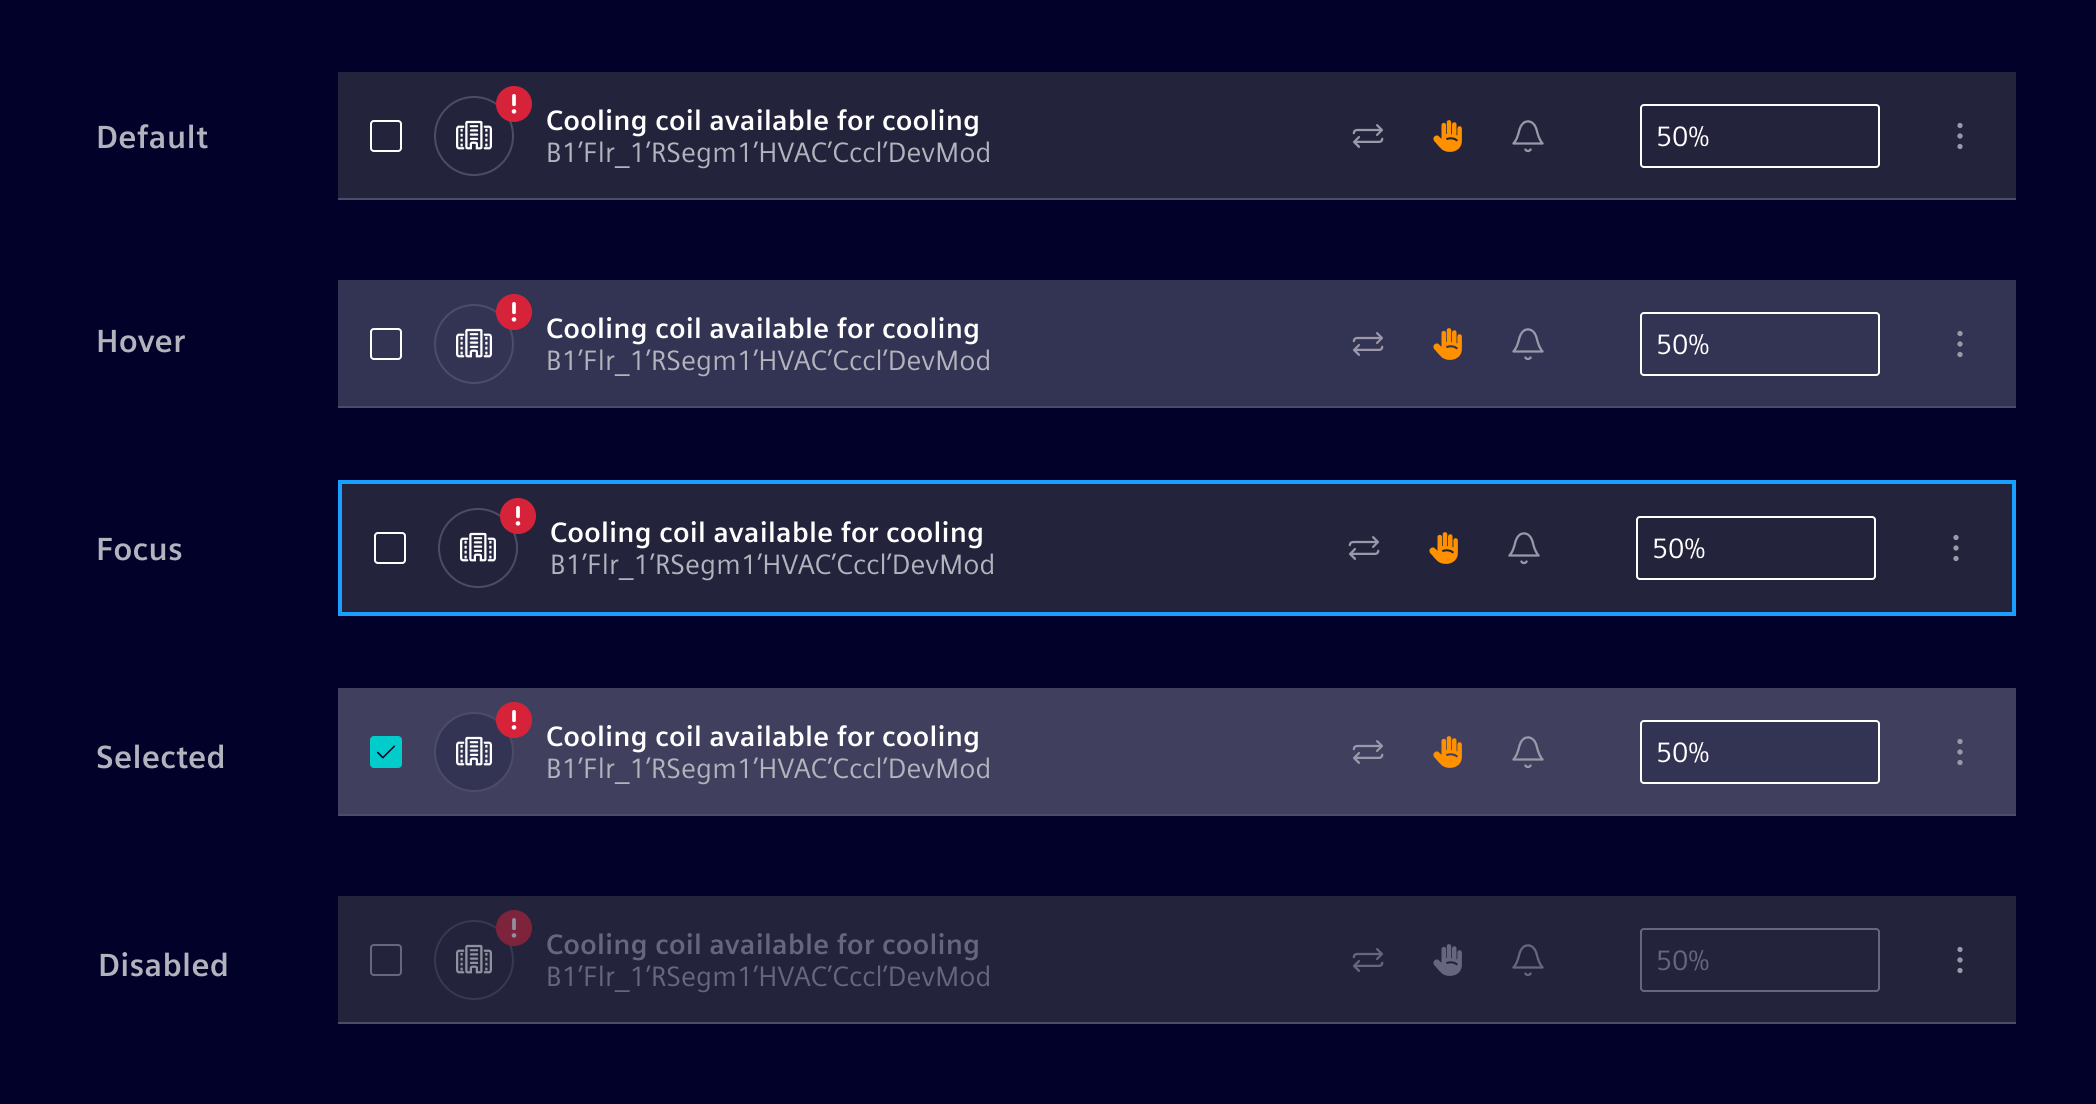 Default
Cooling coil available for cooling
B1’Flr_1’RSegm1’HVAC’Cccl’DevMod
50%
Hover
Cooling coil available for cooling
B1’Flr_1’RSegm1’HVAC’Cccl’DevMod
50%
Focus
Cooling coil available for cooling
B1’Flr_1’RSegm1’HVAC’Cccl’DevMod
50%
Selected
Cooling coil available for cooling
B1’Flr_1’RSegm1’HVAC’Cccl’DevMod
50%
Disabled
Cooling coil available for cooling
B1’Flr_1’RSegm1’HVAC’Cccl’DevMod
50%